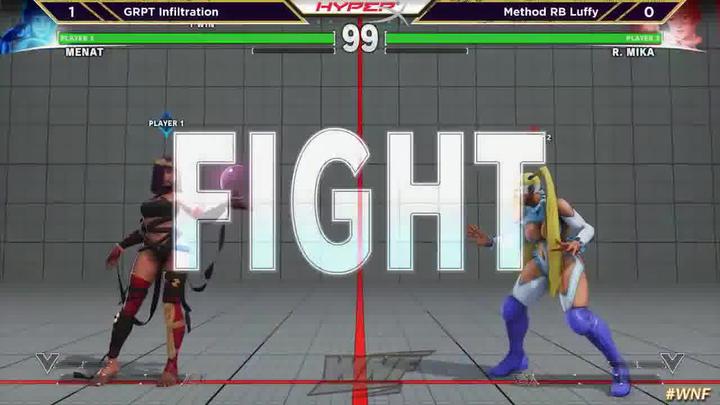 1 GRPT Infiltration HYPER X Method RB Luffy 0
1 WIN
PLAYER 1 99 PLAYER 2
MENAT R. MIKA
PLAYER 1 2
FIGHT
#WNF